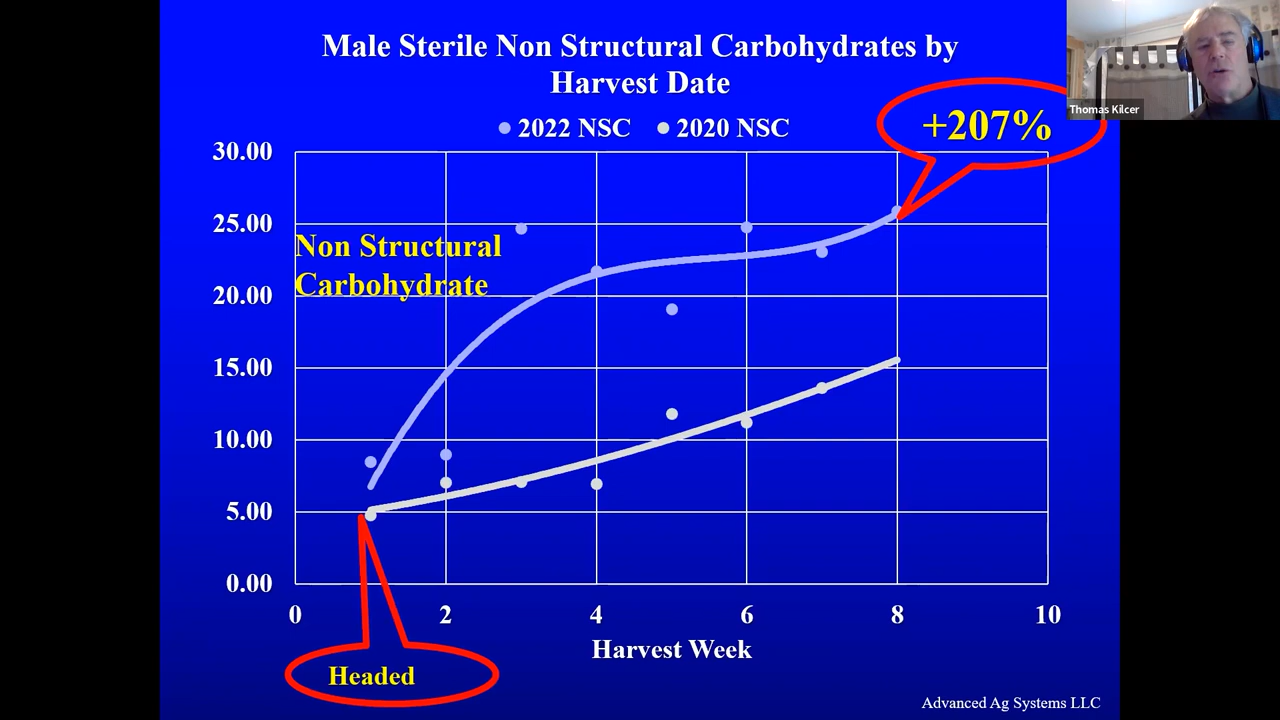 Male Sterile Non Structural Carbohydrates by
Harvest Date
2022 NSC 2020 NSC
+207%
Thomas Kilcer
30.00
25.00
20.00
15.00
10.00
5.00
0.00
Non Structural
Carbohydrate
0 2 4 6 8 10
Harvest Week
Headed
Advanced Ag Systems LLC